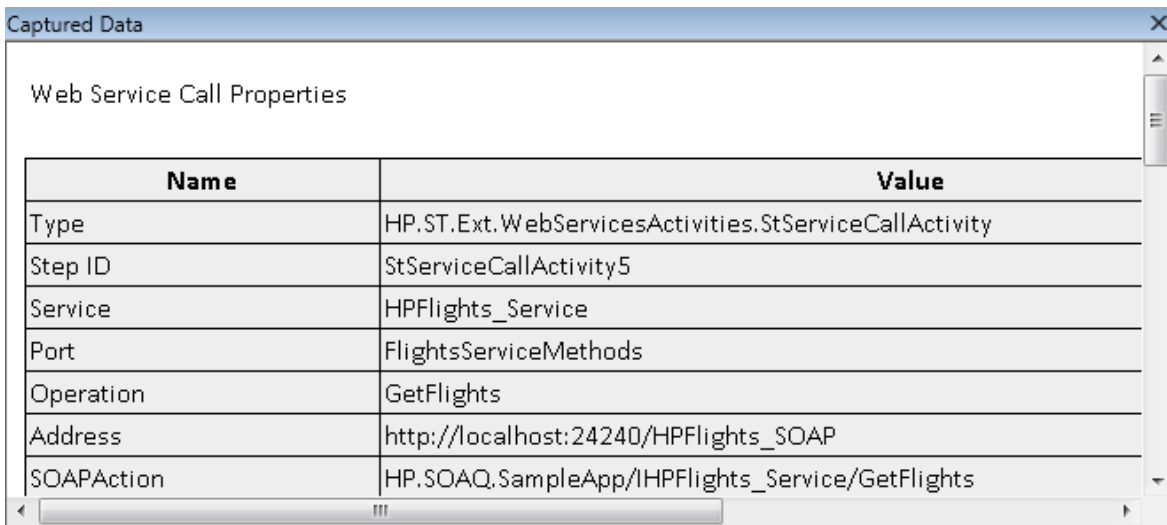 Captured Data
Web Service Call Properties
Name Value
Type HP.ST.Ext.WebServicesActivities.StServiceCallActivity
Step ID StServiceCallActivity5
Service HPFlights_Service
Port FlightsServiceMethods
Operation GetFlights
Address http://localhost:24240/HPFlights_SOAP
SOAPAction HP.SOAQ.SampleApp/IHPFlights_Service/GetFlights